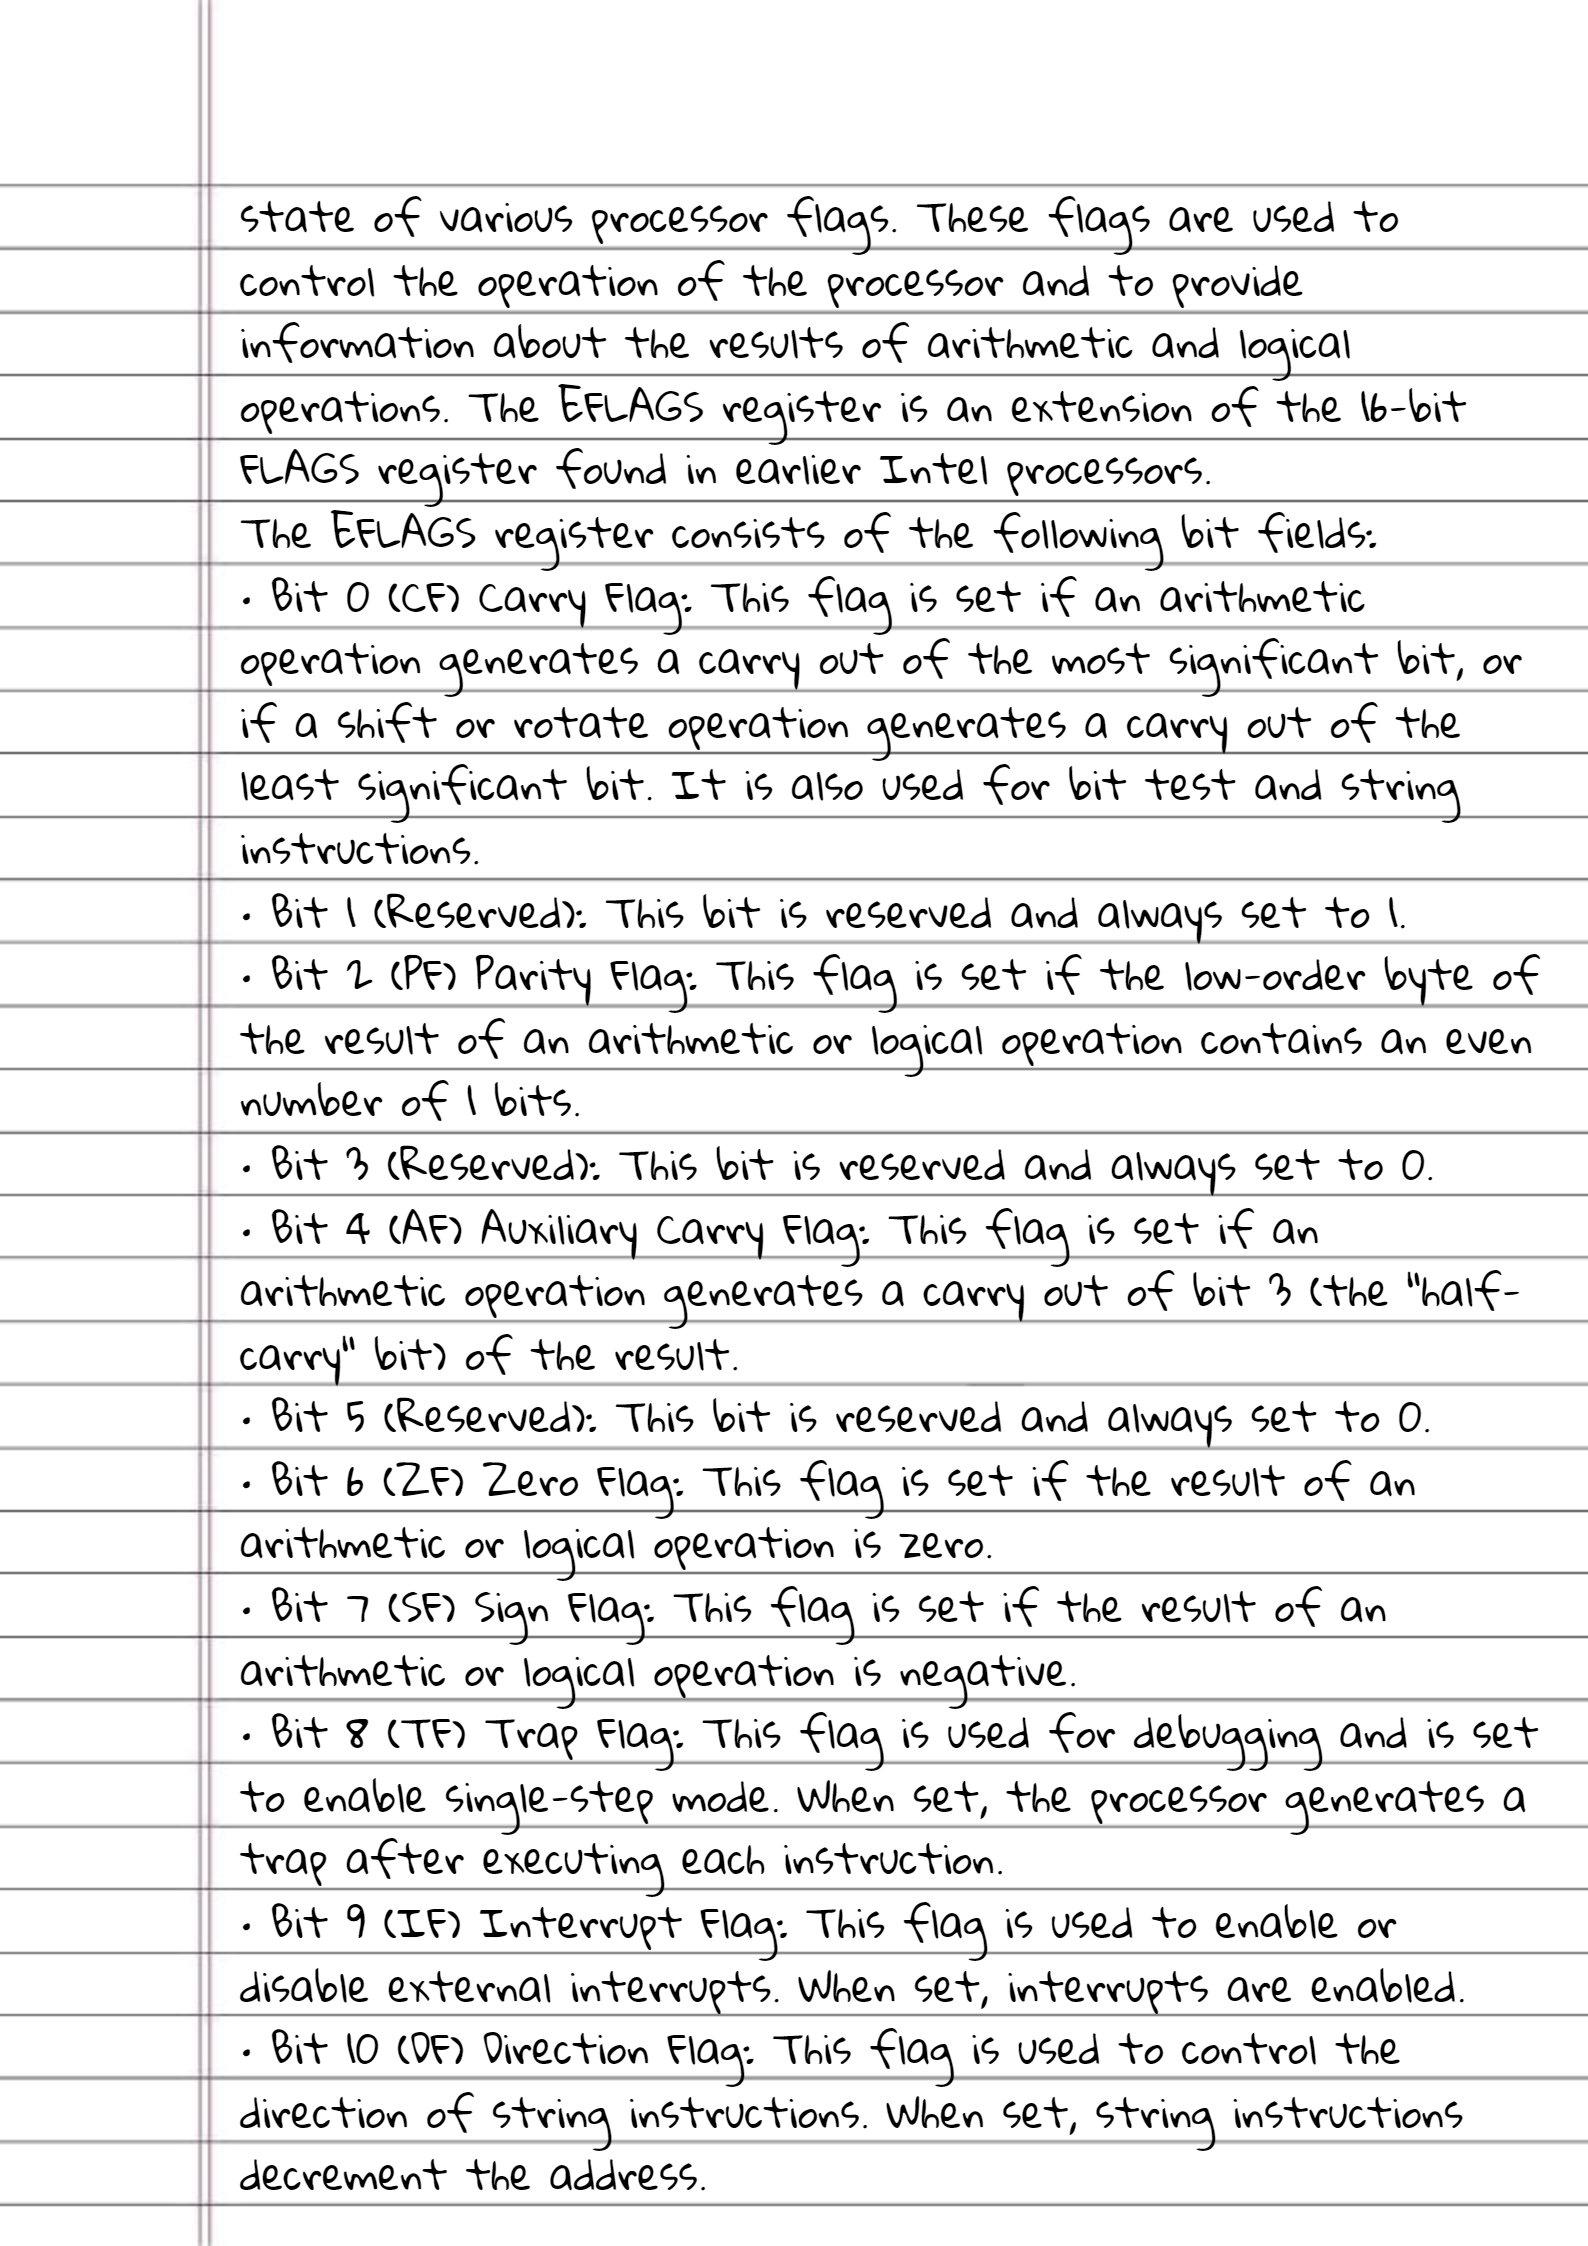 state of various processor flags. These flags are used to
control the operation of the processor and to provide
information about the results of arithmetic and logical
operations. The EFLAGS register is an extension of the 16-bit
FLAGS register found in earlier Intel processors.
The EFLAGS register consists of the following bit fields:
• Bit 0 (CF) Carry Flag: This flag is set if an arithmetic
operation generates a carry out of the most significant bit, or
if a shift or rotate operation generates a carry out of the
least significant bit. It is also used for bit test and string
instructions.
• Bit 1 (Reserved): This bit is reserved and always set to 1.
• Bit 2 (PF) Parity Flag: This flag is set if the low-order byte of
the result of an arithmetic or logical operation contains an even
number of 1 bits.
• Bit 3 (Reserved): This bit is reserved and always set to 0.
• Bit 4 (AF) Auxiliary Carry Flag: This flag is set if an
arithmetic operation generates a carry out of bit 3 (the "half-
carry" bit) of the result.
• Bit 5 (Reserved): This bit is reserved and always set to 0.
• Bit 6 (ZF) Zero Flag: This flag is set if the result of an
arithmetic or logical operation is zero.
• Bit 7 (SF) Sign Flag: This flag is set if the result of an
arithmetic or logical operation is negative.
• Bit 8 (TF) Trap Flag: This flag is used for debugging and is set
to enable single-step mode. When set, the processor generates a
trap after executing each instruction.
• Bit 9 (IF) Interrupt Flag: This flag is used to enable or
disable external interrupts. When set, interrupts are enabled.
• Bit 10 (DF) Direction Flag: This flag is used to control the
direction of string instructions. When set, string instructions
decrement the address.